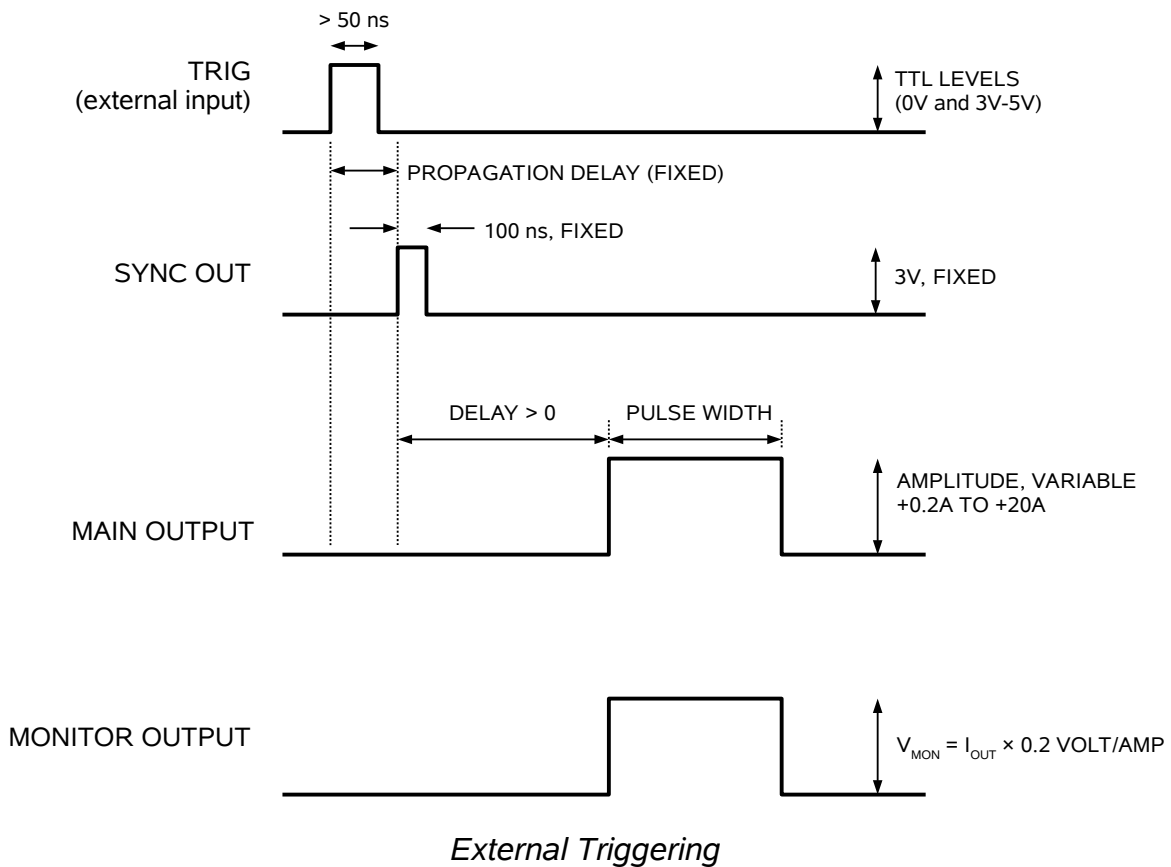 > 50 ns
TRIG
(external input)
TTL LEVELS
(0V and 3V-5V)
PROPAGATION DELAY (FIXED)
100 ns, FIXED
SYNC OUT
3V, FIXED
DELAY > 0
PULSE WIDTH
AMPLITUDE, VARIABLE
+0.2A TO +20A
MAIN OUTPUT
MONITOR OUTPUT
V_MON = I_OUT × 0.2 VOLT/AMP
External Triggering